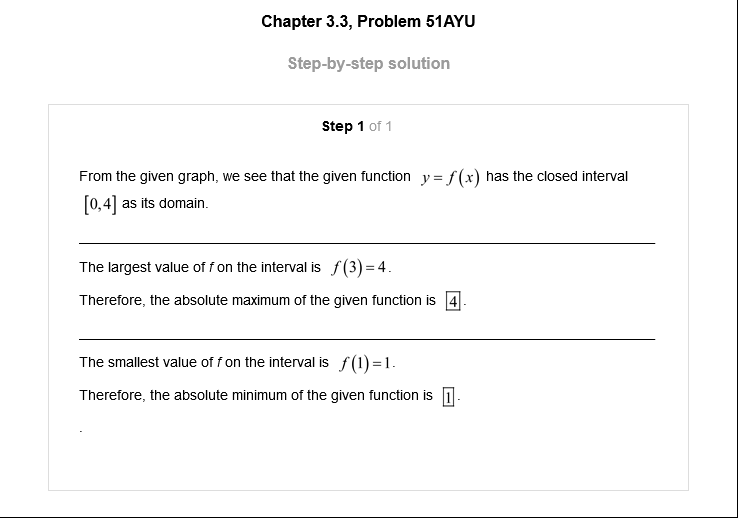 Chapter 3.3, Problem 51AYU
Step-by-step solution
Step 1 of 1
From the given graph, we see that the given function y = f(x) has the closed interval
[0,4] as its domain.
The largest value of f on the interval is f(3)=4.
Therefore, the absolute maximum of the given function is 4.
The smallest value of f on the interval is f(1)=1.
Therefore, the absolute minimum of the given function is 1.
.